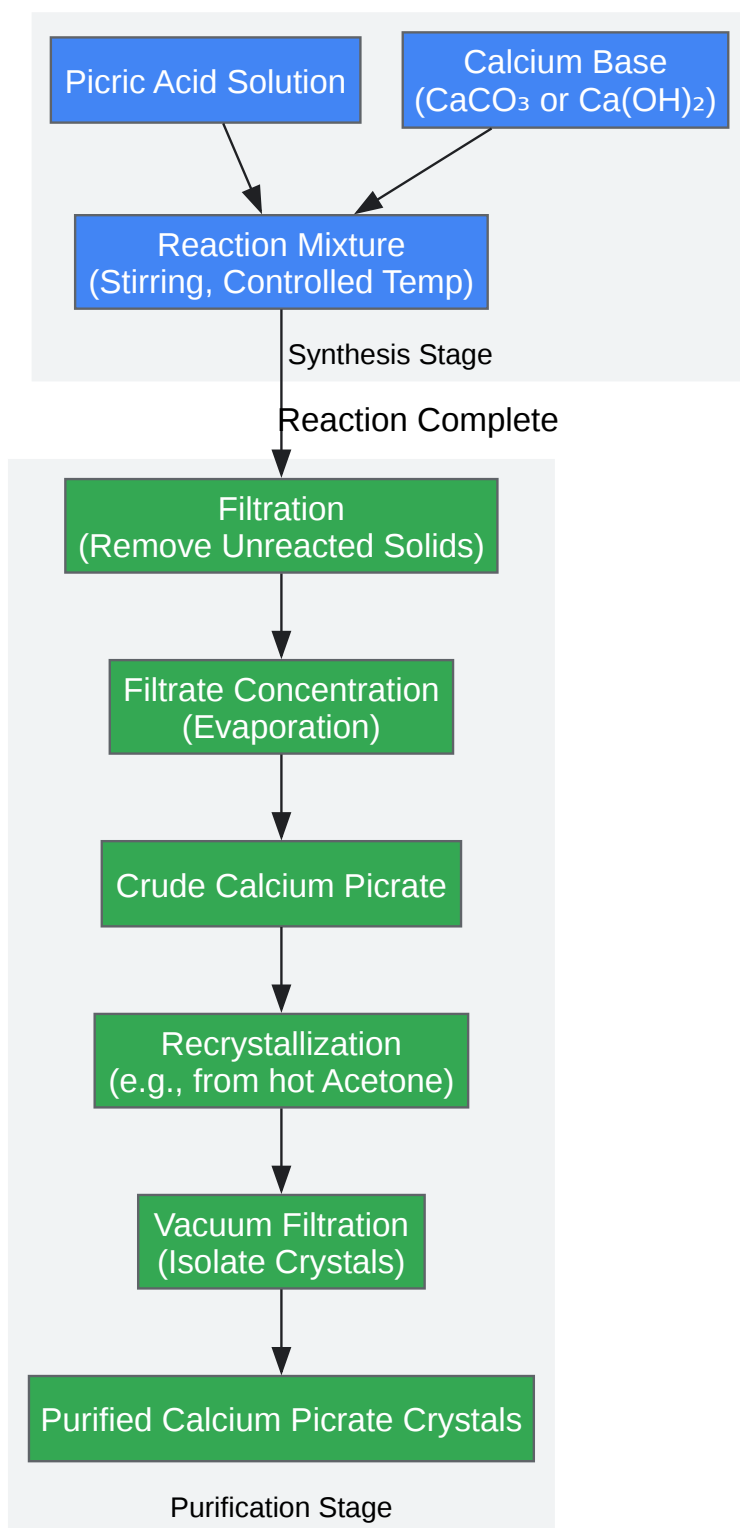 Picric Acid Solution
Calcium Base
(CaCO₃ or Ca(OH)₂)
Reaction Mixture
(Stirring, Controlled Temp)
Synthesis Stage
Reaction Complete
Filtration
(Remove Unreacted Solids)
Filtrate Concentration
(Evaporation)
Crude Calcium Picrate
Recrystallization
(e.g., from hot Acetone)
Vacuum Filtration
(Isolate Crystals)
Purified Calcium Picrate Crystals
Purification Stage